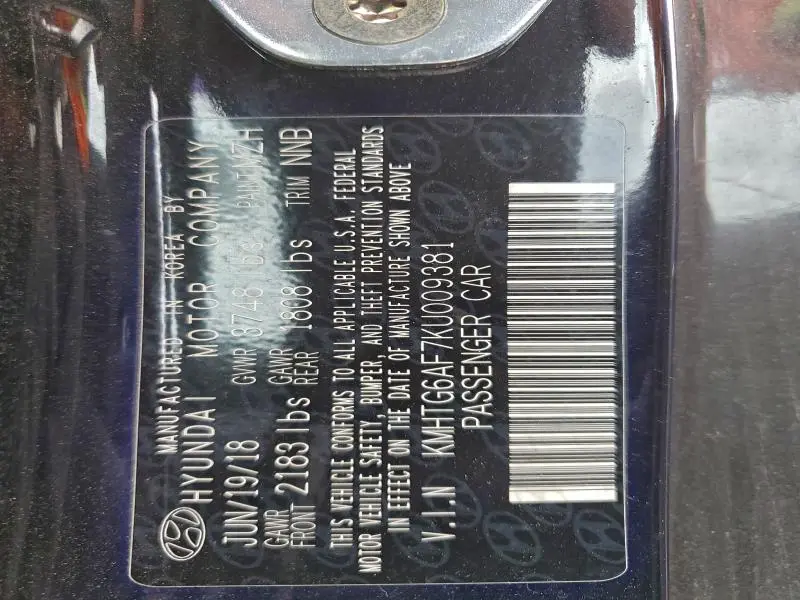 MANUFACTURED IN KOREA BY
HYUNDAI MOTOR COMPANY
JUN/19/18 GVWR 3748 lbs PAINT
GAWR FRONT 2183 lbs GAWR REAR 1808 lbs TRIM NNB
THIS VEHICLE CONFORMS TO ALL APPLICABLE U.S.A. FEDERAL
MOTOR VEHICLE SAFETY, BUMPER, AND THEFT PREVENTION STANDARDS
IN EFFECT ON THE DATE OF MANUFACTURE SHOWN ABOVE
V.I.N KMHTG6AF7KU009381
PASSENGER CAR